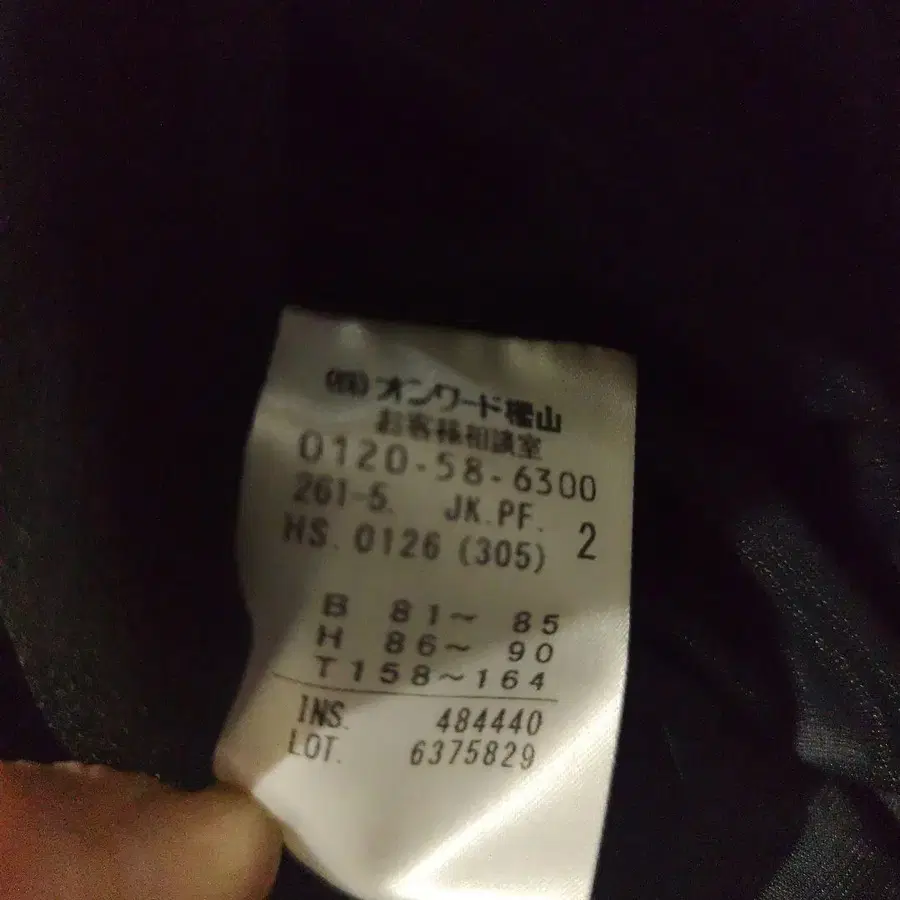 ㈱オンワード樫山
お客様相談室
0120-58-6300
261-5. JK.PF. 2
HS. 0126 (305)
B 81～ 85
H 86～ 90
T 158～164
INS. 484440
LOT. 6375829